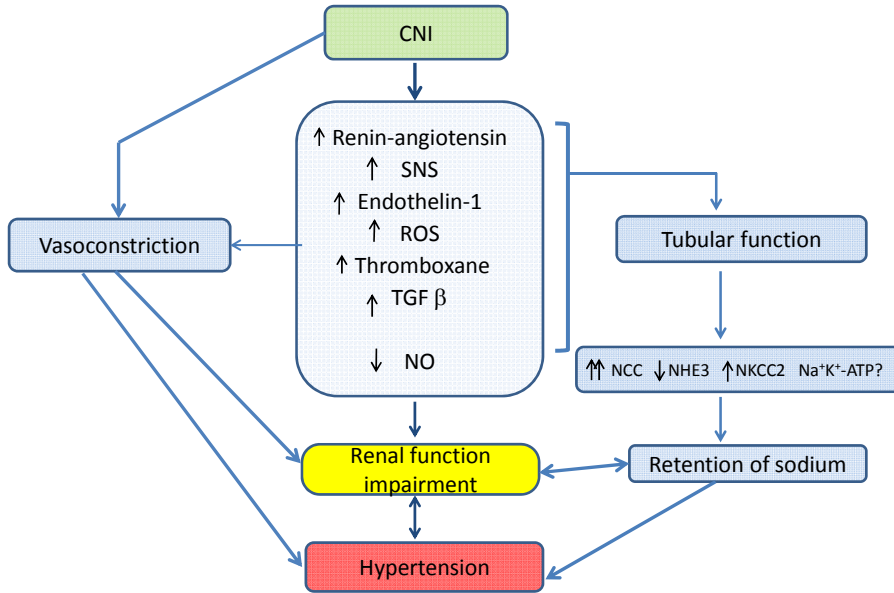 CNI
↑ Renin-angiotensin
↑ SNS
↑ Endothelin-1
↑ ROS
↑ Thromboxane
↑ TGF β
↓ NO
Vasoconstriction
Tubular function
↑↑ NCC ↓NHE3 ↑NKCC2 Na⁺K⁺-ATP?
Renal function
impairment
Retention of sodium
Hypertension